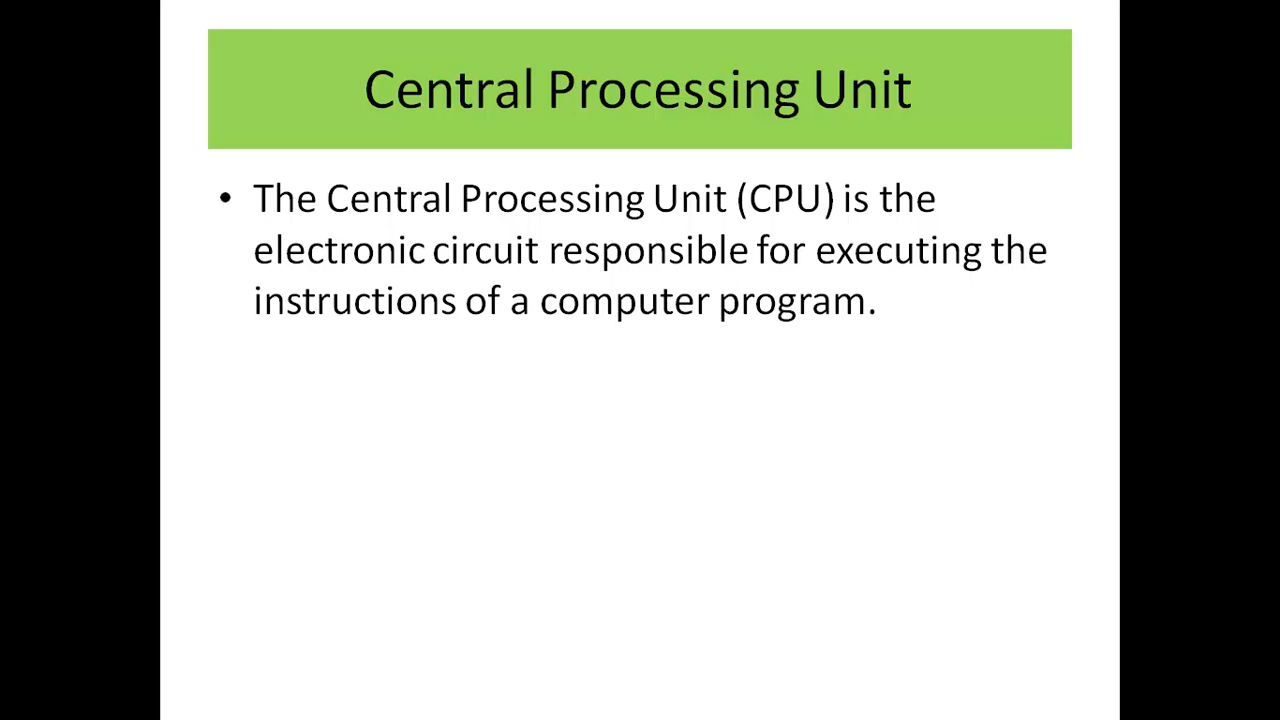 Central Processing Unit
• The Central Processing Unit (CPU) is the
electronic circuit responsible for executing the
instructions of a computer program.